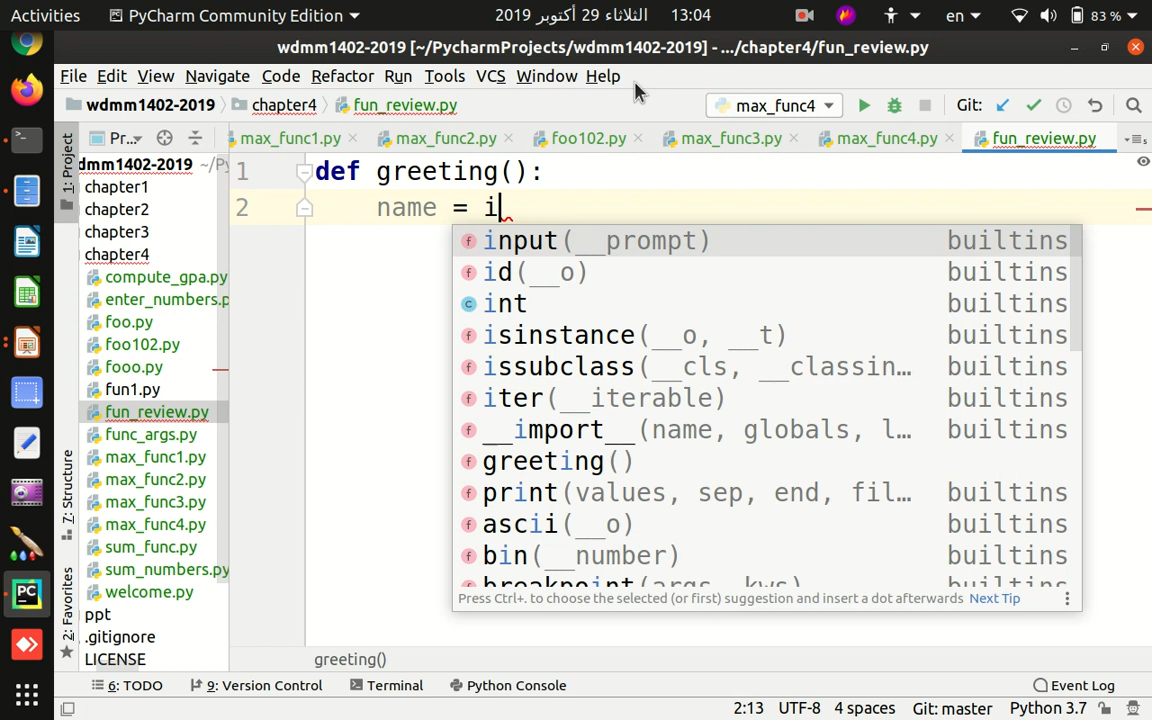 Activities PyCharm Community Edition الثلاثاء 29 أكتوبر 2019 13:04 en 83 %
wdmm1402-2019 [~/PycharmProjects/wdmm1402-2019] - .../chapter4/fun_review.py
File Edit View Navigate Code Refactor Run Tools VCS Window Help
wdmm1402-2019 chapter4 fun_review.py max_func4 Git:
1: Project
Pr...
max_func1.py max_func2.py foo102.py max_func3.py max_func4.py fun_review.py
dmm1402-2019 ~/Py
chapter1
chapter2
chapter3
chapter4
compute_gpa.py
enter_numbers.p
foo.py
foo102.py
fooo.py
fun1.py
fun_review.py
func_args.py
max_func1.py
max_func2.py
max_func3.py
max_func4.py
sum_func.py
sum_numbers.py
welcome.py
ppt
.gitignore
LICENSE
7: Structure
2: Favorites
1 def greeting():
2 name = i
input(__prompt) builtins
id(__o) builtins
int builtins
isinstance(__o, __t) builtins
issubclass(__cls, __classin... builtins
iter(__iterable) builtins
__import__(name, globals, l... builtins
greeting()
print(values, sep, end, fil... builtins
ascii(__o) builtins
bin(__number) builtins
breakpoint(args, kws) builtins
Press Ctrl+. to choose the selected (or first) suggestion and insert a dot afterwards Next Tip
greeting()
6: TODO 9: Version Control Terminal Python Console Event Log
2:13 UTF-8 4 spaces Git: master Python 3.7